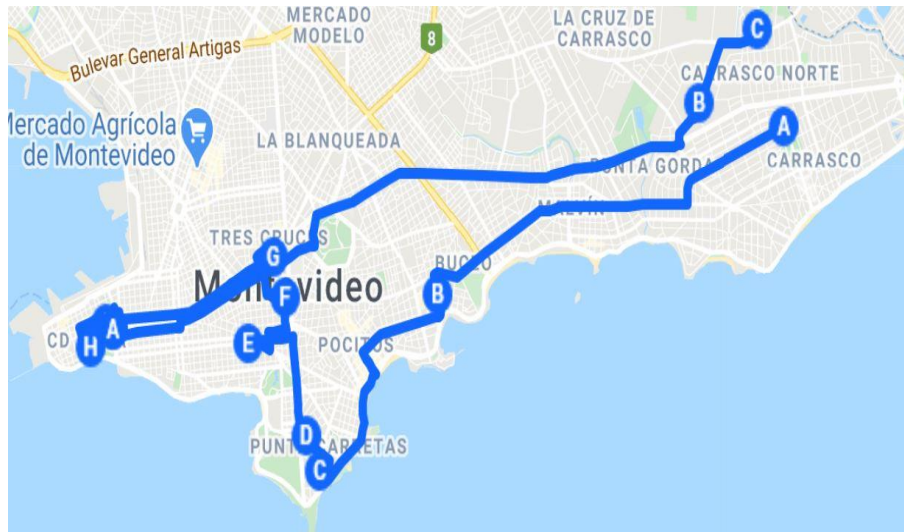 MERCADO
MODELO
LA CRUZ DE
CARRASCO
C
8
Bulevar General Artigas
CARRASCO NORTE
B
Mercado Agrícola
de Montevideo
LA BLANQUEADA
A
PUNTA GORDA
CARRASCO
MALVÍN
TRES CRUCES
G
BUCEO
Montevideo
F
B
A
CD
H
E
POCITOS
D
PUNTA CARRETAS
C